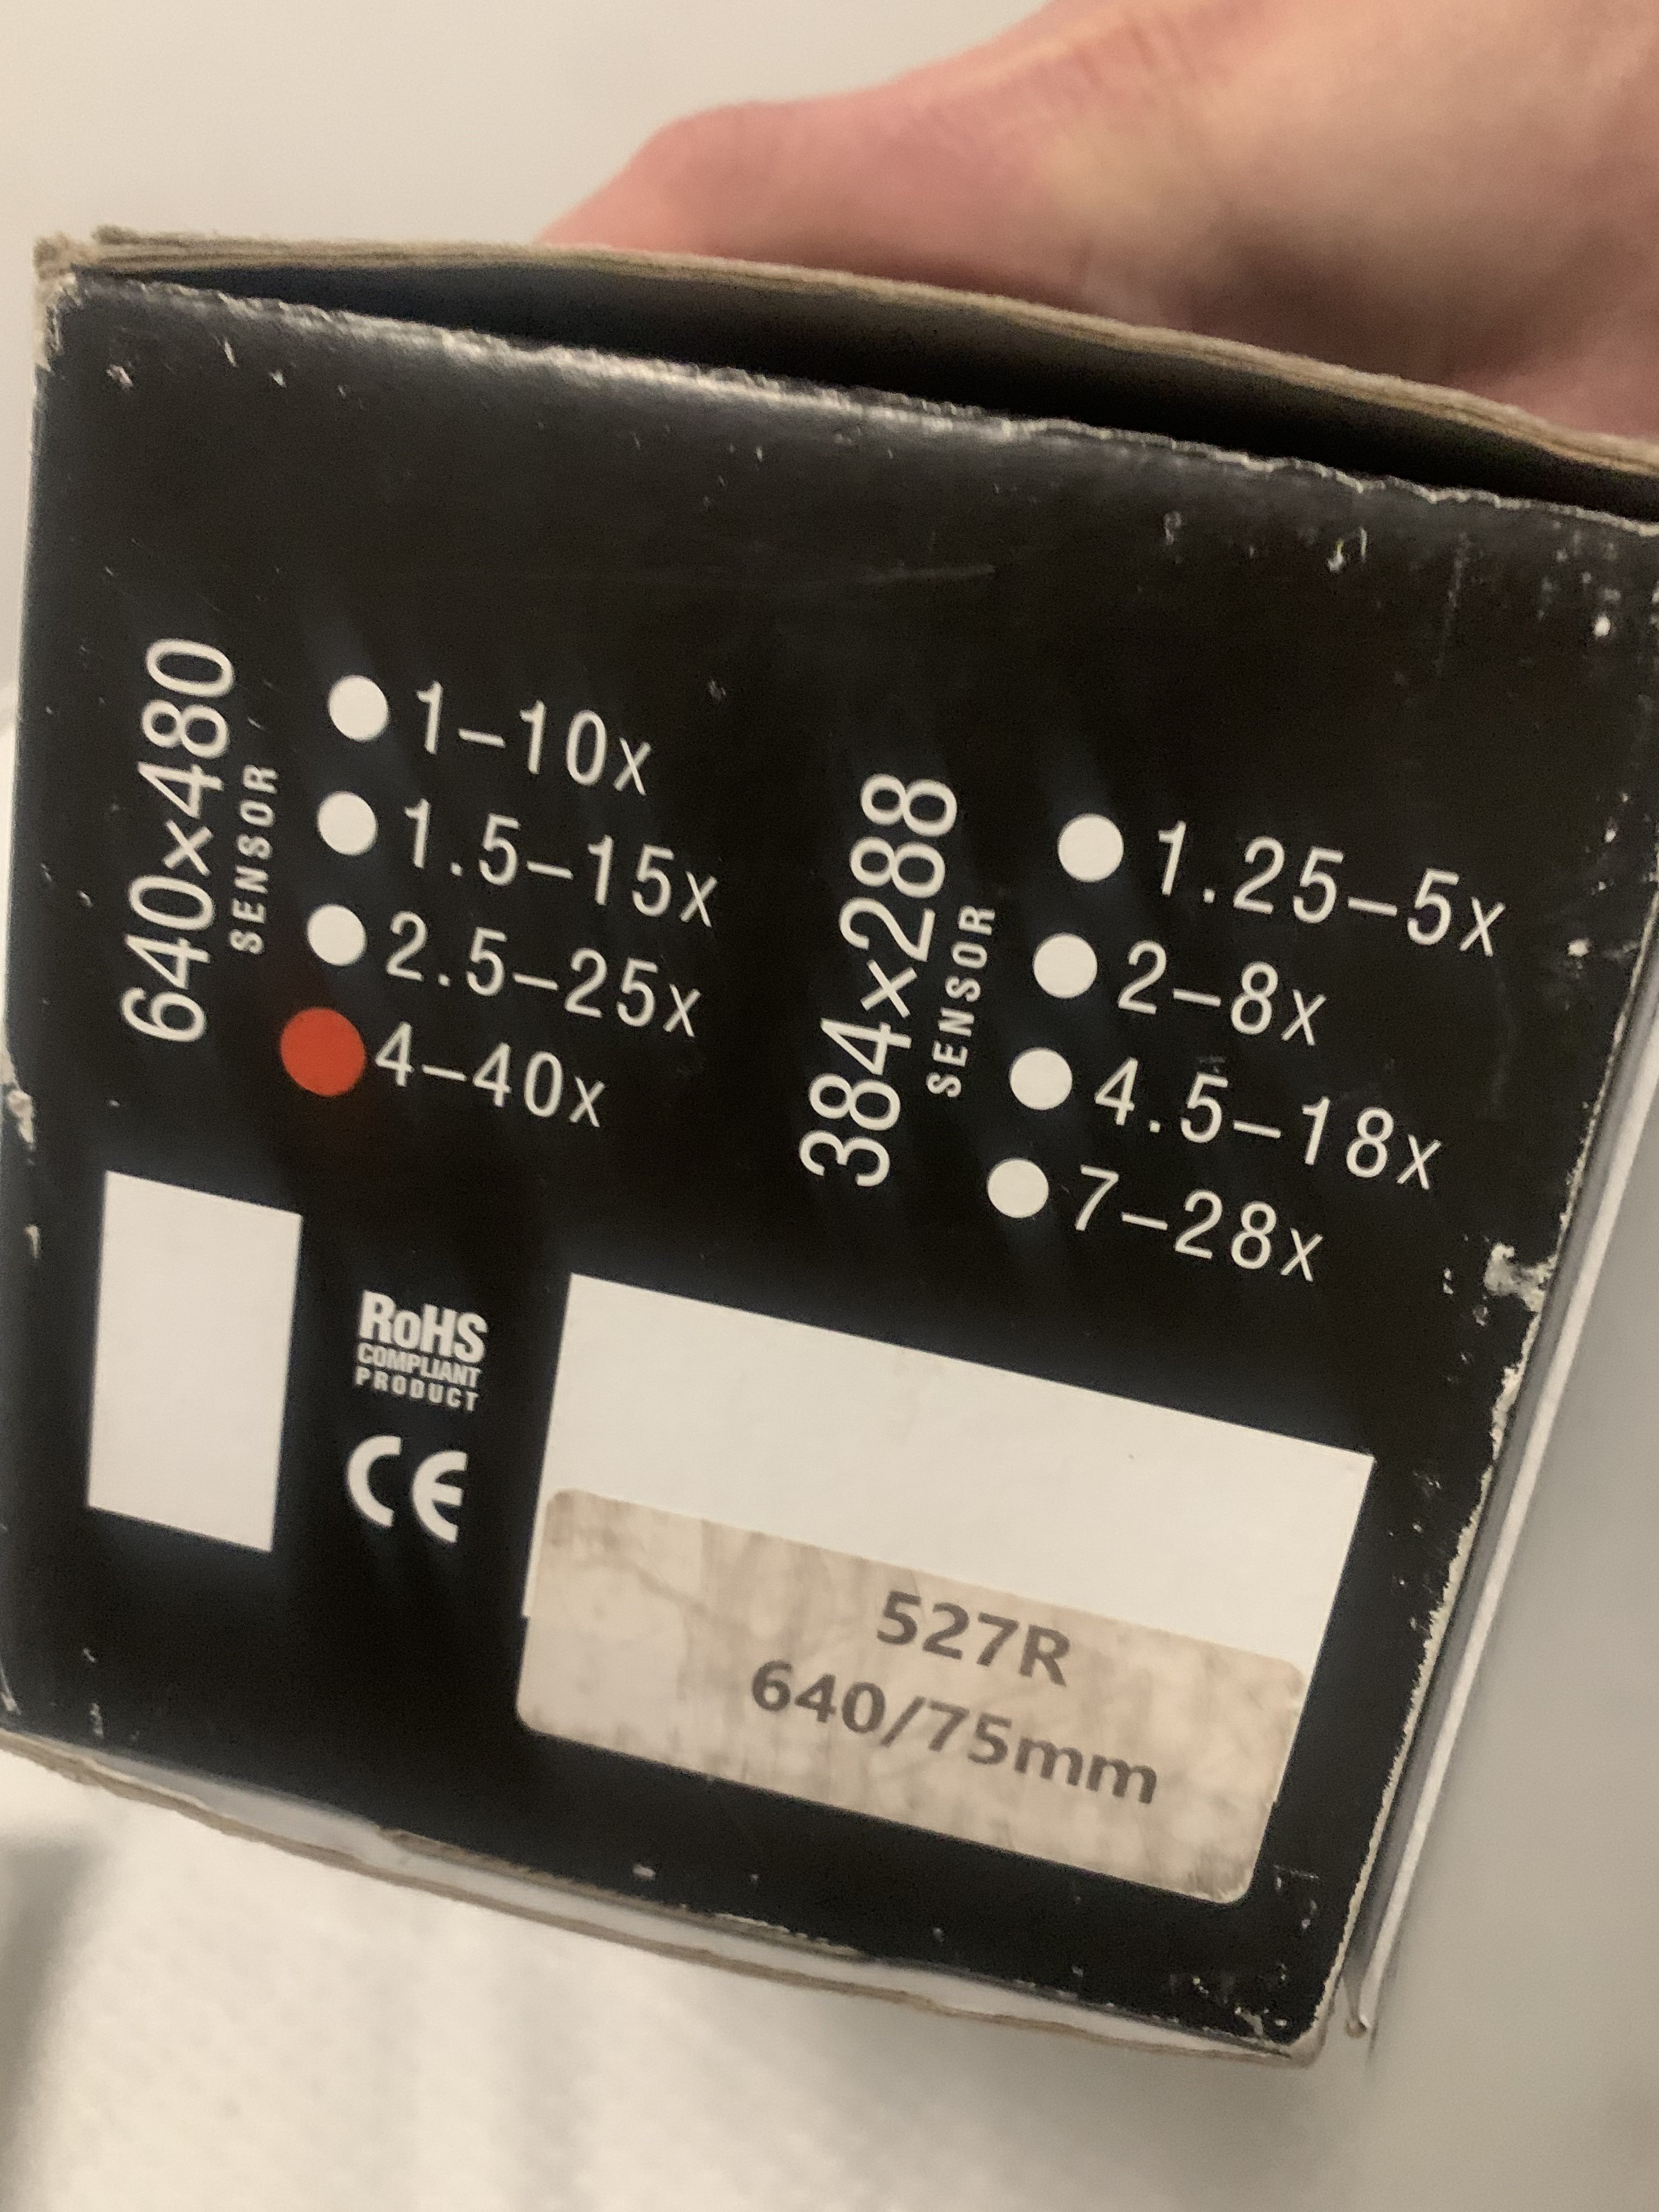 640×480
SENSOR
1–10x
1.5–15x
2.5–25x
4–40x
384×288
SENSOR
1.25–5x
2–8x
4.5–18x
7–28x
RoHS
COMPLIANT
PRODUCT
CE
527R
640/75mm